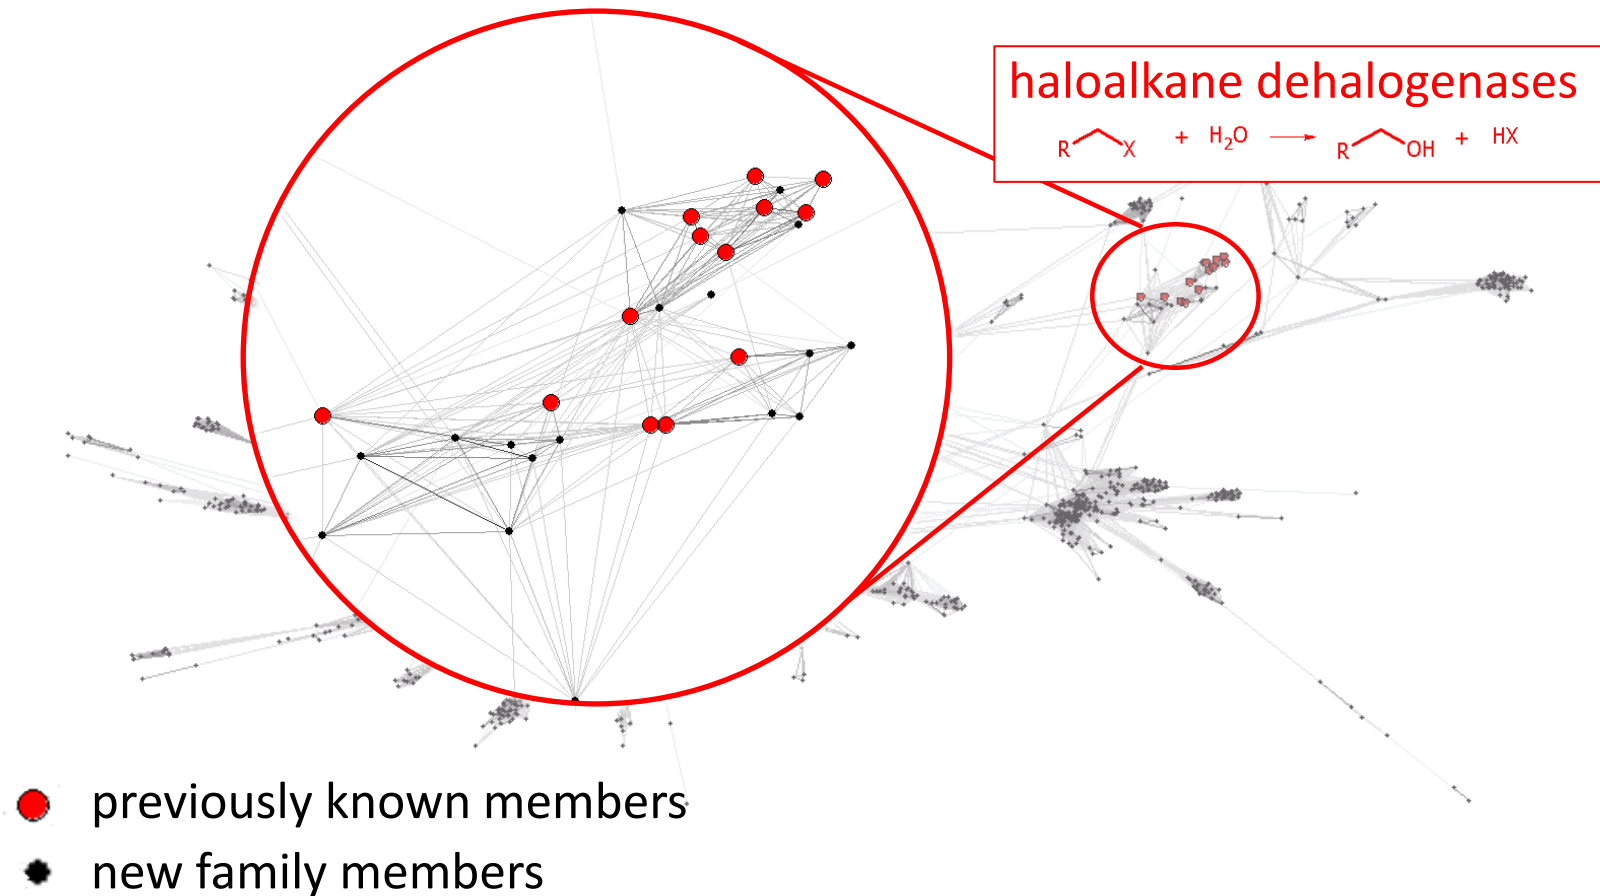 haloalkane dehalogenases
R X + H₂O → R OH + HX
previously known members
new family members